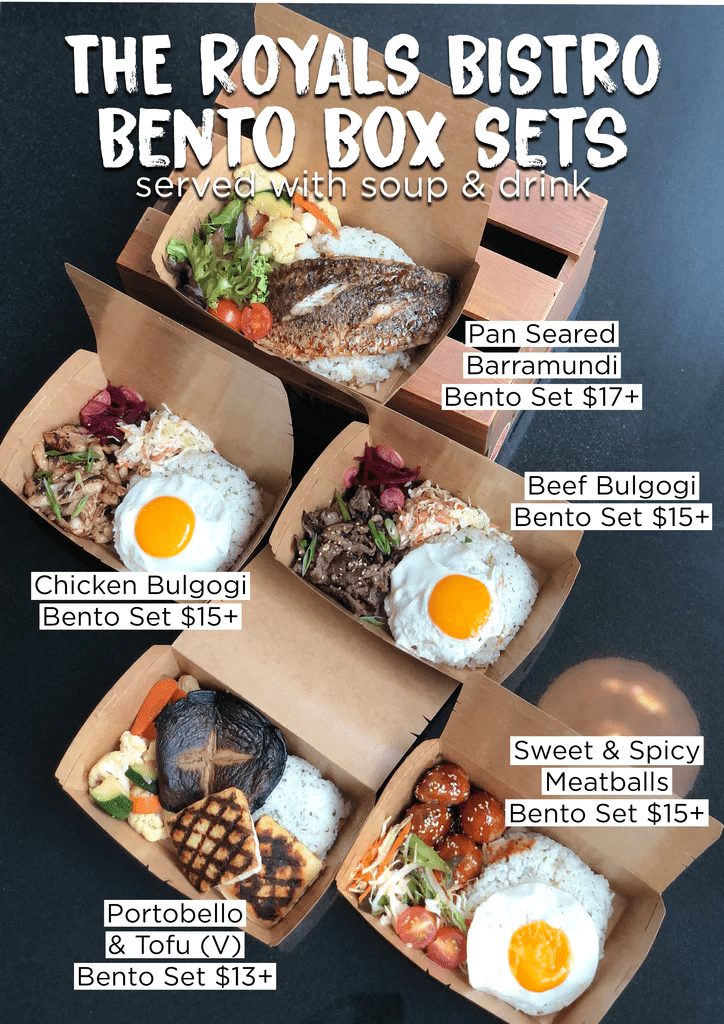 THE ROYALS BISTRO
BENTO BOX SETS
served with soup & drink
Pan Seared
Barramundi
Bento Set $17+
Beef Bulgogi
Bento Set $15+
Chicken Bulgogi
Bento Set $15+
Sweet & Spicy
Meatballs
Bento Set $15+
Portobello
& Tofu (V)
Bento Set $13+